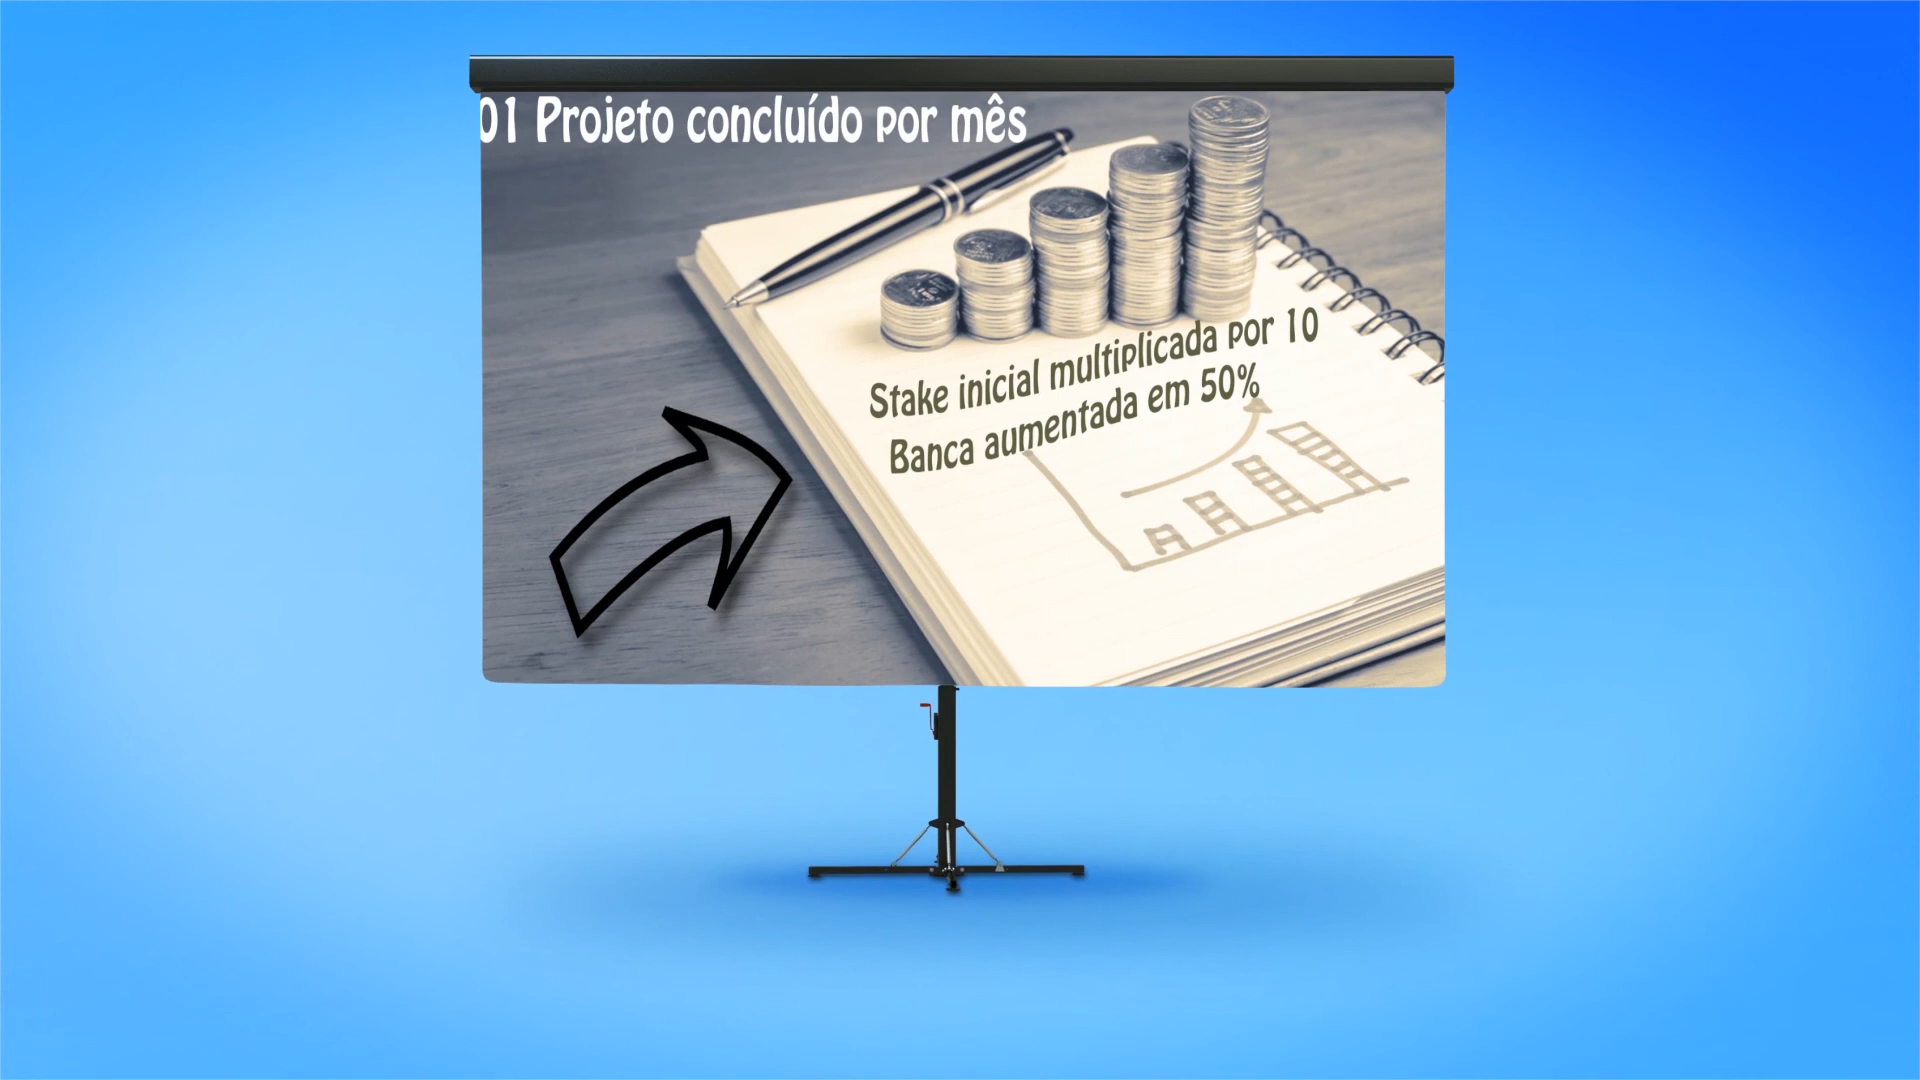 01 Projeto concluído por mês
Stake inicial multiplicada por 10
Banca aumentada em 50%